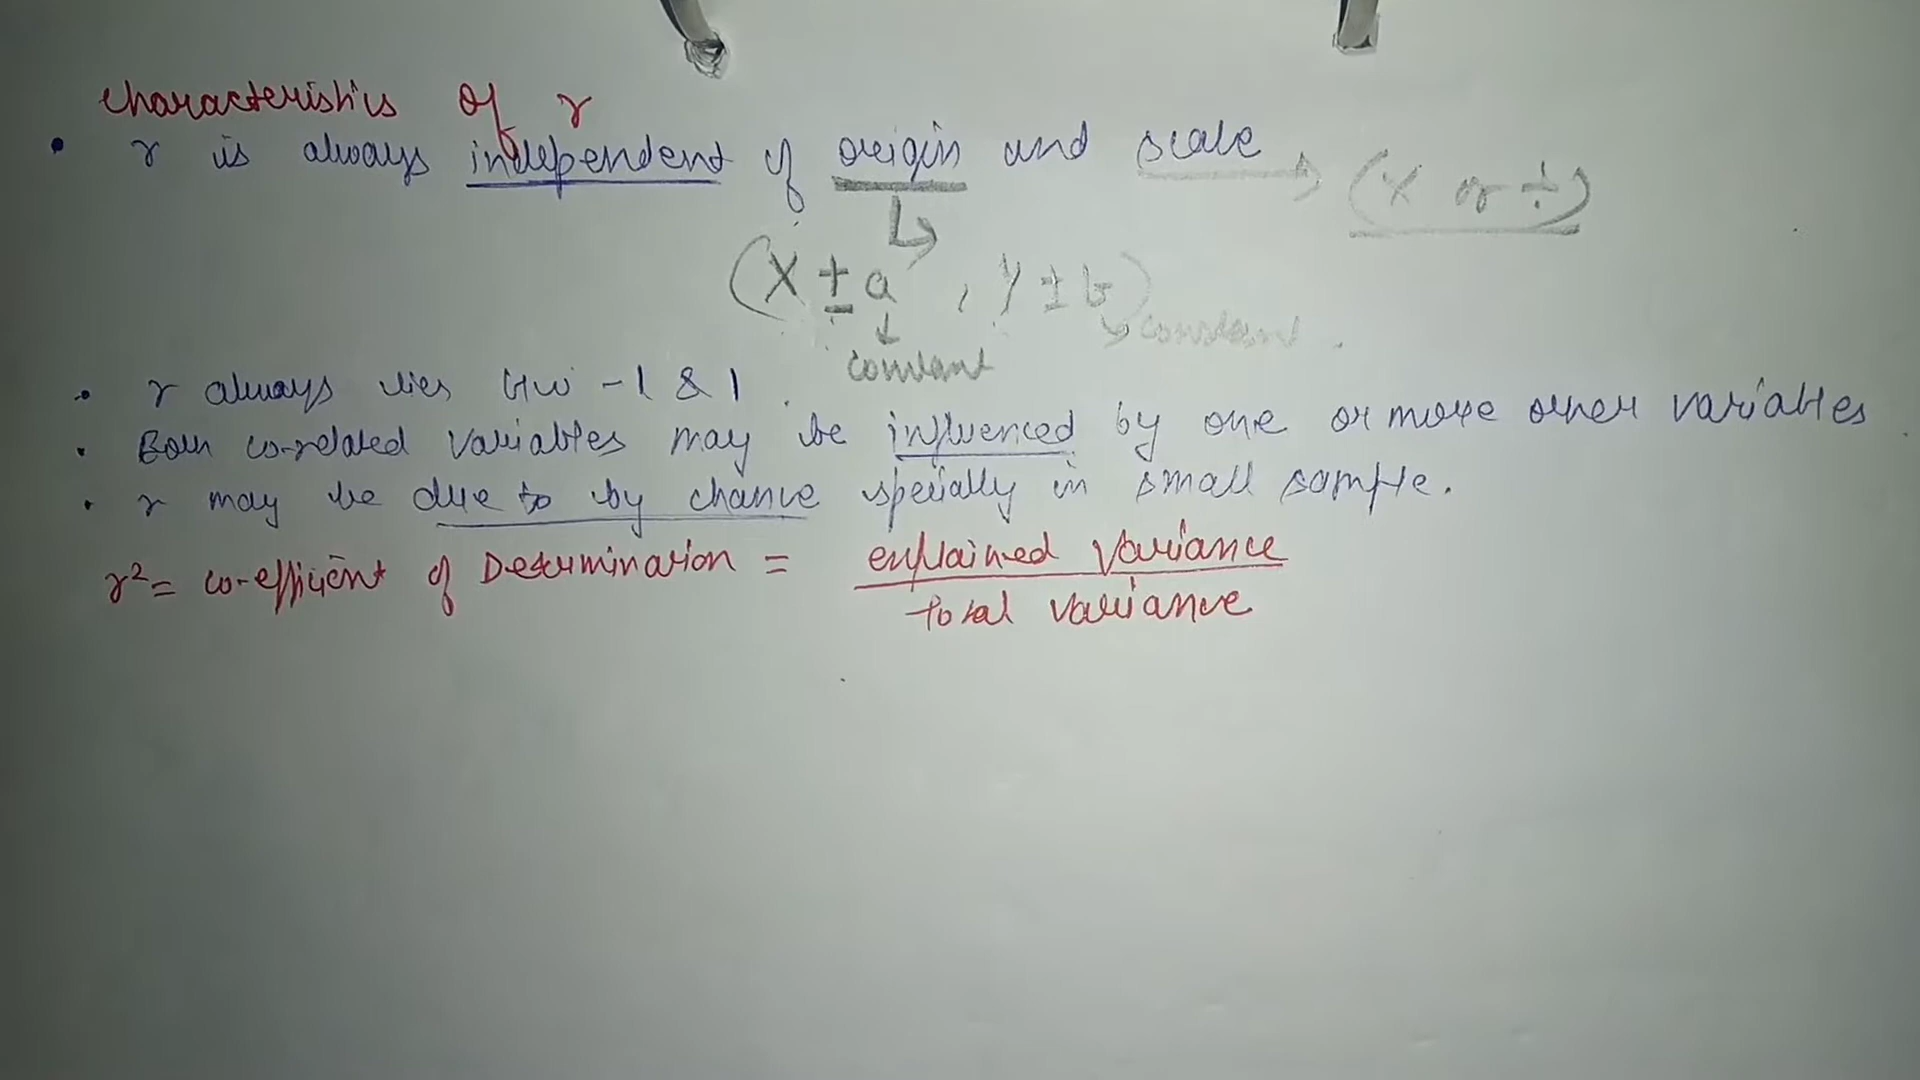 characteristics of r
• r is always independent of origin and scale → (× or ÷)
(X ± a , Y ± b)
constant
constant
• r always lies btw -1 & 1
• Both co-related variables may be influenced by one or more other variables
• r may be due to by chance specially in small sample.
r² = co-efficient of Determination = explained variance
total variance